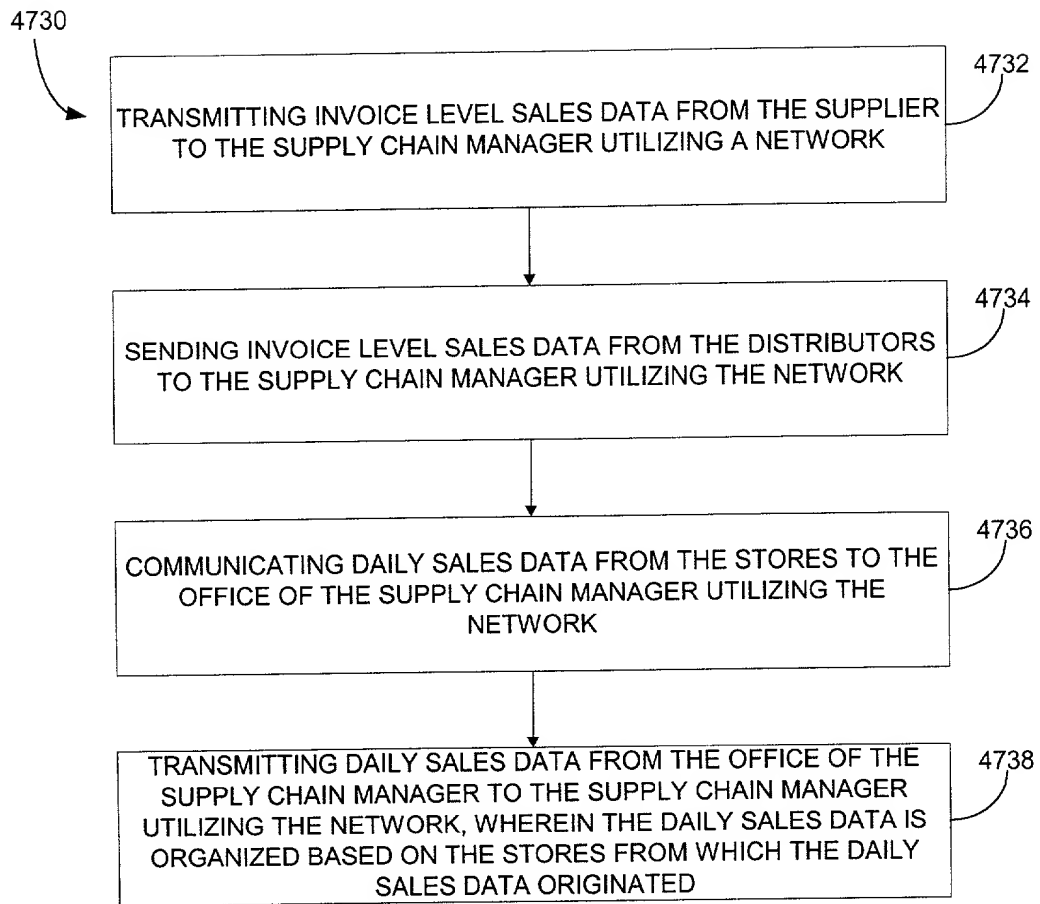 4730
4732
TRANSMITTING INVOICE LEVEL SALES DATA FROM THE SUPPLIER
TO THE SUPPLY CHAIN MANAGER UTILIZING A NETWORK
4734
SENDING INVOICE LEVEL SALES DATA FROM THE DISTRIBUTORS
TO THE SUPPLY CHAIN MANAGER UTILIZING THE NETWORK
4736
COMMUNICATING DAILY SALES DATA FROM THE STORES TO THE
OFFICE OF THE SUPPLY CHAIN MANAGER UTILIZING THE
NETWORK
4738
TRANSMITTING DAILY SALES DATA FROM THE OFFICE OF THE
SUPPLY CHAIN MANAGER TO THE SUPPLY CHAIN MANAGER
UTILIZING THE NETWORK, WHEREIN THE DAILY SALES DATA IS
ORGANIZED BASED ON THE STORES FROM WHICH THE DAILY
SALES DATA ORIGINATED